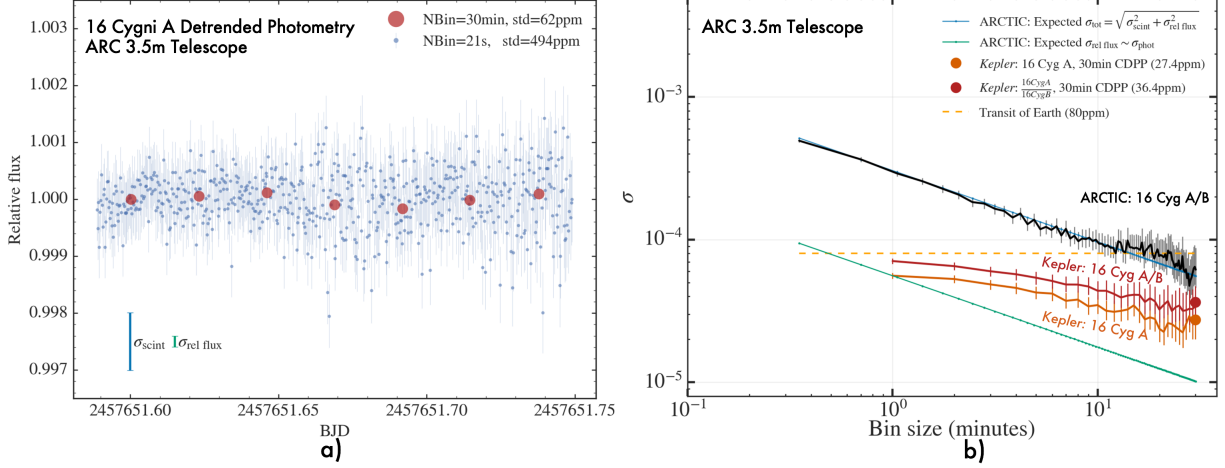 16 Cygni A Detrended Photometry
ARC 3.5m Telescope
NBin=30min, std=62ppm
NBin=21s, std=494ppm
1.003
1.002
1.001
1.000
0.999
0.998
0.997
Relative flux
σscint
σrel flux
2457651.60
2457651.65
2457651.70
2457651.75
BJD
a)
ARC 3.5m Telescope
ARCTIC: Expected σtot = √(σ²scint + σ²rel flux)
ARCTIC: Expected σrel flux ~ σphot
Kepler: 16 Cyg A, 30min CDPP (27.4ppm)
Kepler: 16CygA/16CygB, 30min CDPP (36.4ppm)
Transit of Earth (80ppm)
10⁻³
10⁻⁴
10⁻⁵
σ
ARCTIC: 16 Cyg A/B
Kepler: 16 Cyg A/B
Kepler: 16 Cyg A
10⁻¹
10⁰
10¹
Bin size (minutes)
b)